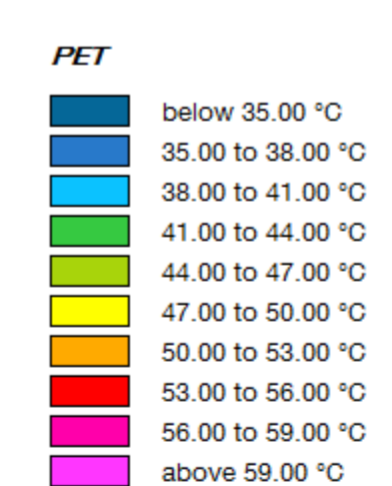 PET
below 35.00 °C
35.00 to 38.00 °C
38.00 to 41.00 °C
41.00 to 44.00 °C
44.00 to 47.00 °C
47.00 to 50.00 °C
50.00 to 53.00 °C
53.00 to 56.00 °C
56.00 to 59.00 °C
above 59.00 °C